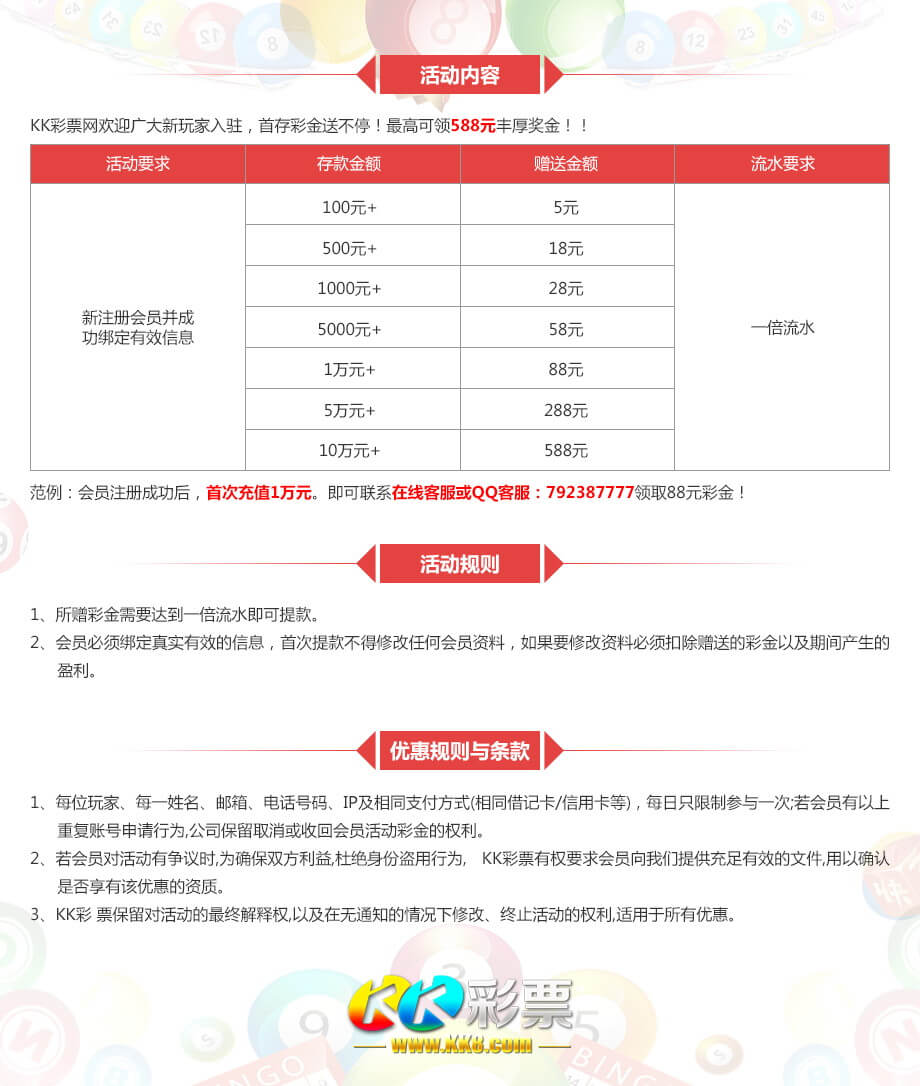 活动内容
KK彩票网欢迎广大新玩家入驻，首存彩金送不停！最高可领588元丰厚奖金！！
活动要求 存款金额 赠送金额 流水要求
100元+ 5元
500元+ 18元
1000元+ 28元
新注册会员并成
功绑定有效信息
5000元+ 58元
一倍流水
1万元+ 88元
5万元+ 288元
10万元+ 588元
范例：会员注册成功后，首次充值1万元。即可联系在线客服或QQ客服：792387777领取88元彩金！
活动规则
1、所赠彩金需要达到一倍流水即可提款。
2、会员必须绑定真实有效的信息，首次提款不得修改任何会员资料，如果要修改资料必须扣除赠送的彩金以及期间产生的
盈利。
优惠规则与条款
1、每位玩家、每一姓名、邮箱、电话号码、IP及相同支付方式(相同借记卡/信用卡等)，每日只限制参与一次;若会员有以上
重复账号申请行为,公司保留取消或收回会员活动彩金的权利。
2、若会员对活动有争议时,为确保双方利益,杜绝身份盗用行为, KK彩票有权要求会员向我们提供充足有效的文件,用以确认
是否享有该优惠的资质。
3、KK彩 票保留对活动的最终解释权,以及在无通知的情况下修改、终止活动的权利,适用于所有优惠。
KK彩票
www.KK8.com
BINGO
BINGO